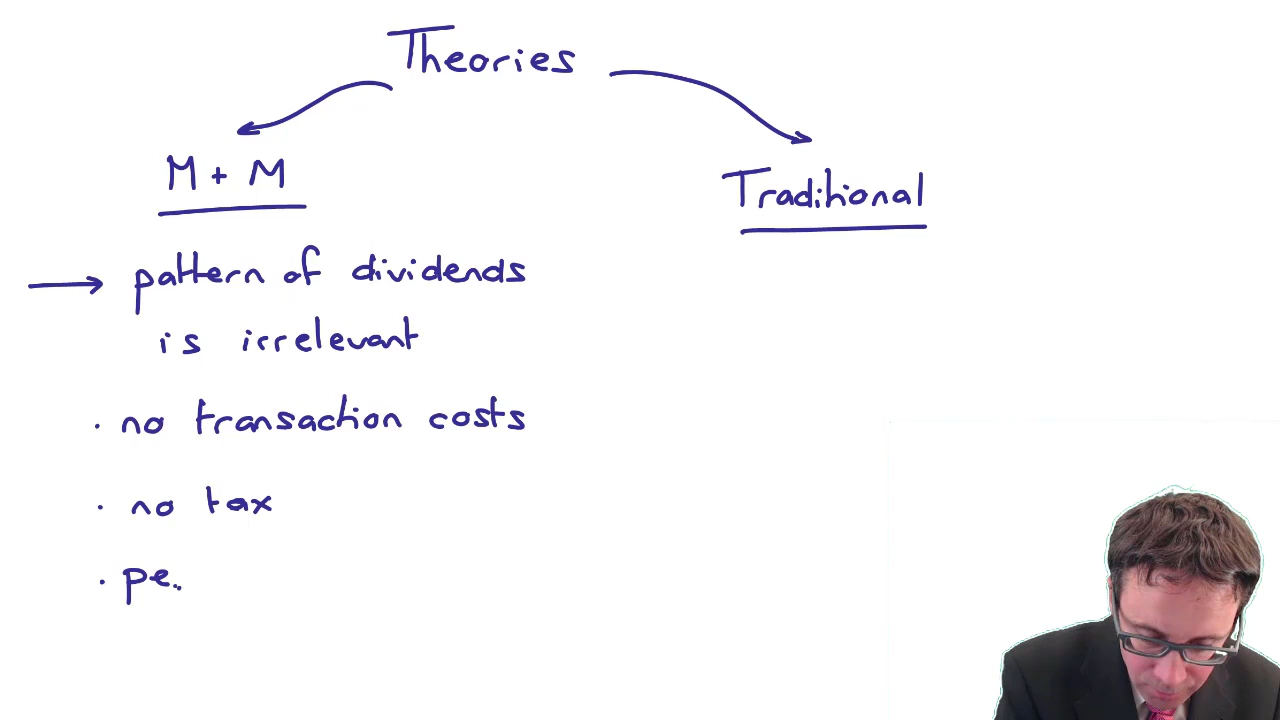 Theories
M + M
Traditional
→ pattern of dividends
is irrelevant
· no transaction costs
· no tax
· pe